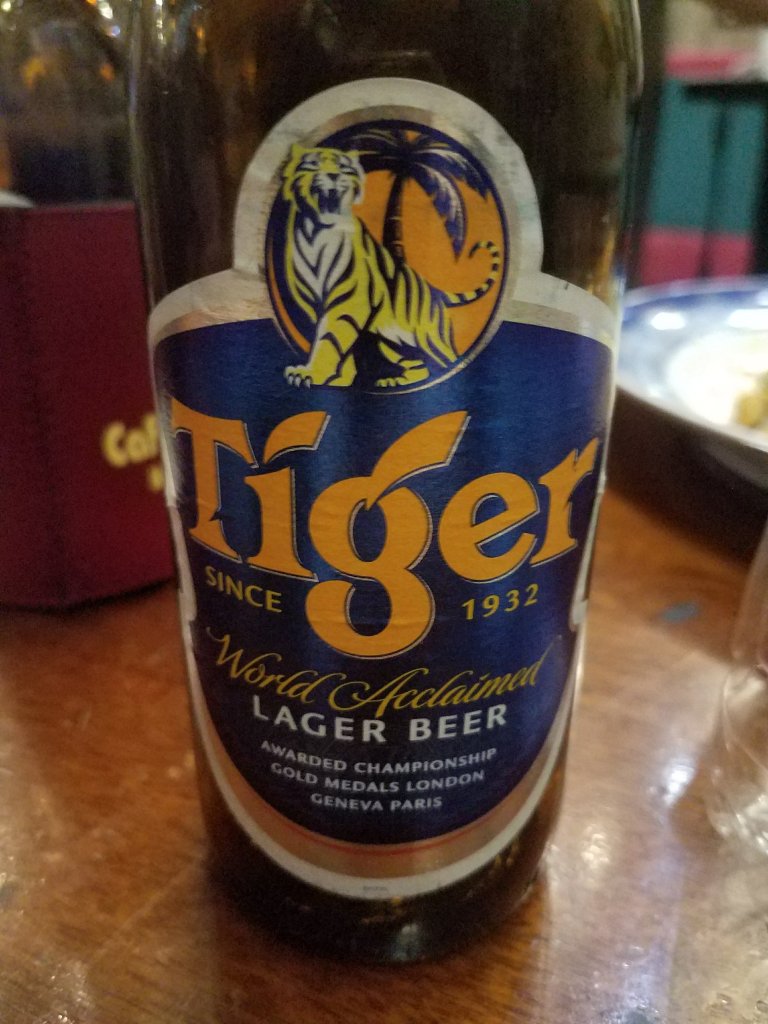 Tiger
SINCE 1932
World Acclaimed
LAGER BEER
AWARDED CHAMPIONSHIP
GOLD MEDALS LONDON
GENEVA PARIS